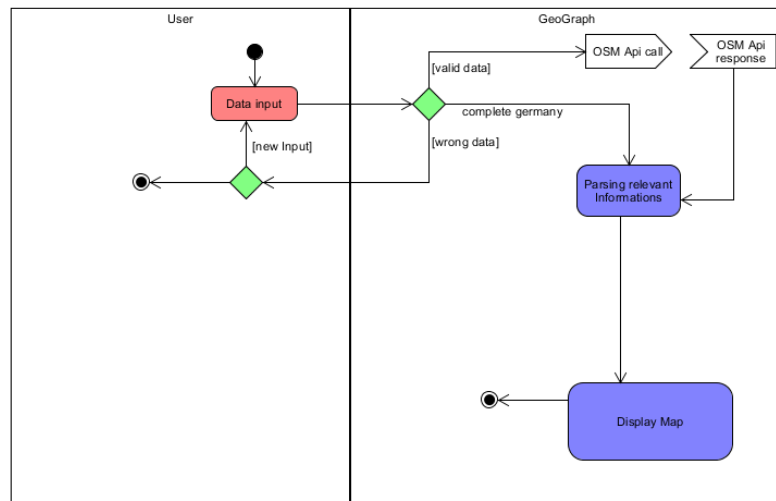 User
GeoGraph
OSM Api call
OSM Api
response
[valid data]
Data input
complete germany
[new Input]
[wrong data]
Parsing relevant
Informations
Display Map